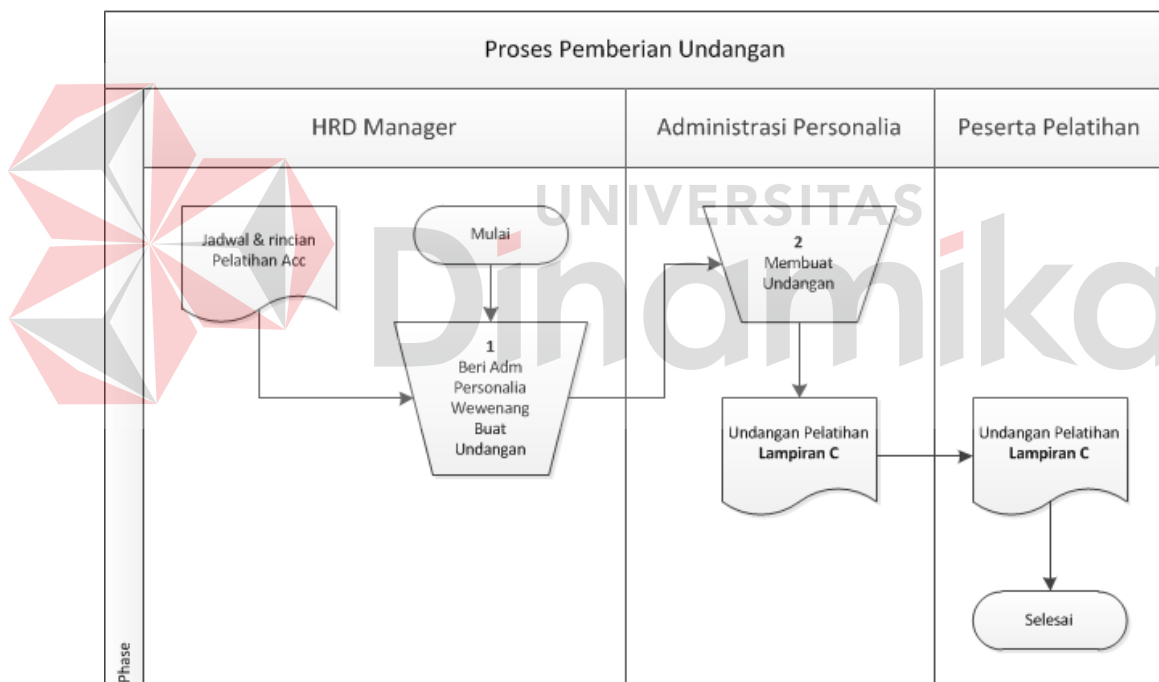 Proses Pemberian Undangan
HRD Manager
Administrasi Personalia
Peserta Pelatihan
UNIVERSITAS
Dinamika
Jadwal & rincian
Pelatihan Acc
Mulai
1
Beri Adm
Personalia
Wewenang
Buat
Undangan
2
Membuat
Undangan
Undangan Pelatihan
Lampiran C
Undangan Pelatihan
Lampiran C
Selesai
Phase